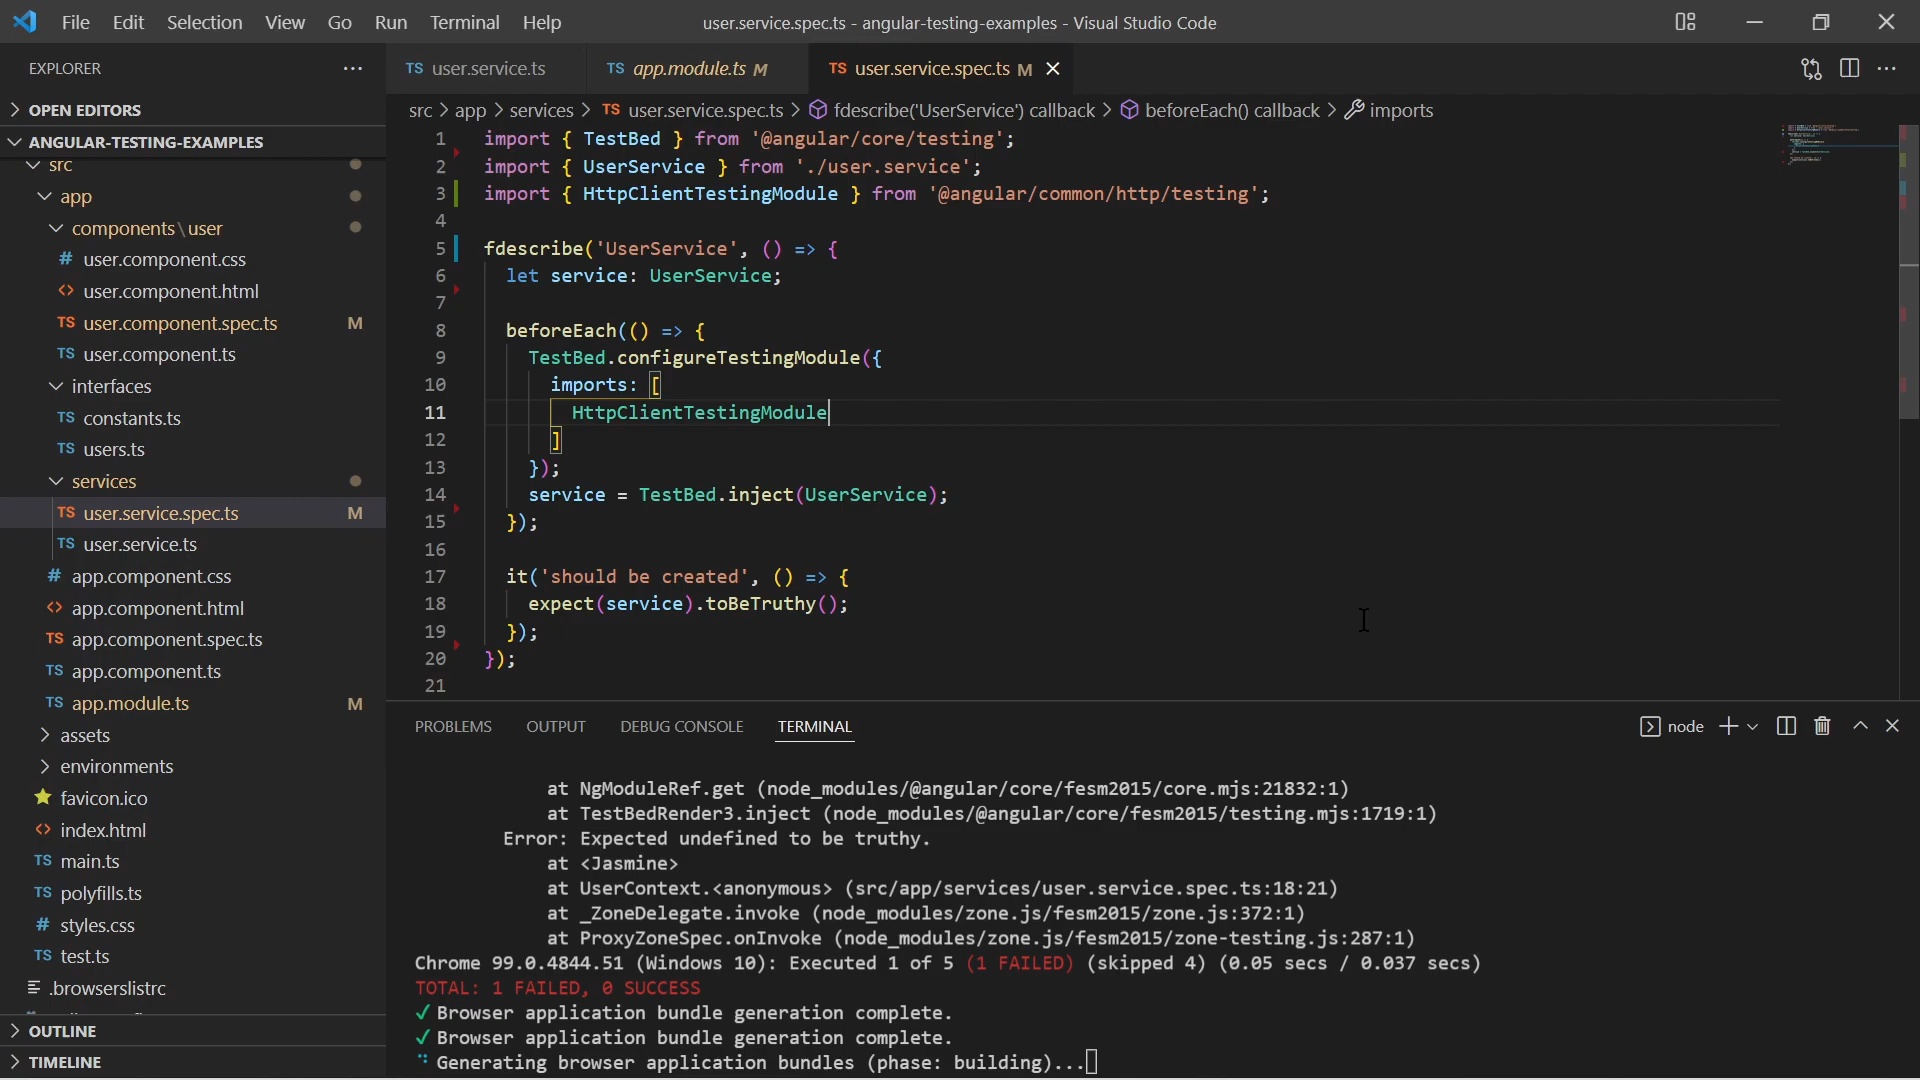 File Edit Selection View Go Run Terminal Help
user.service.spec.ts - angular-testing-examples - Visual Studio Code
EXPLORER
OPEN EDITORS
ANGULAR-TESTING-EXAMPLES
src
app
components\user
# user.component.css
<> user.component.html
TS user.component.spec.ts M
TS user.component.ts
interfaces
TS constants.ts
TS users.ts
services
TS user.service.spec.ts M
TS user.service.ts
# app.component.css
<> app.component.html
TS app.component.spec.ts
TS app.component.ts
TS app.module.ts M
assets
environments
favicon.ico
<> index.html
TS main.ts
TS polyfills.ts
# styles.css
TS test.ts
.browserslistrc
OUTLINE
TIMELINE
TS user.service.ts
TS app.module.ts M
TS user.service.spec.ts M
src > app > services > TS user.service.spec.ts > fdescribe('UserService') callback > beforeEach() callback > imports
1 import { TestBed } from '@angular/core/testing';
2 import { UserService } from './user.service';
3 import { HttpClientTestingModule } from '@angular/common/http/testing';
4
5 fdescribe('UserService', () => {
6 let service: UserService;
7
8 beforeEach(() => {
9 TestBed.configureTestingModule({
10 imports: [
11 HttpClientTestingModule
12 ]
13 });
14 service = TestBed.inject(UserService);
15 });
16
17 it('should be created', () => {
18 expect(service).toBeTruthy();
19 });
20 });
21
PROBLEMS OUTPUT DEBUG CONSOLE TERMINAL
node
at NgModuleRef.get (node_modules/@angular/core/fesm2015/core.mjs:21832:1)
at TestBedRender3.inject (node_modules/@angular/core/fesm2015/testing.mjs:1719:1)
Error: Expected undefined to be truthy.
at <Jasmine>
at UserContext.<anonymous> (src/app/services/user.service.spec.ts:18:21)
at _ZoneDelegate.invoke (node_modules/zone.js/fesm2015/zone.js:372:1)
at ProxyZoneSpec.onInvoke (node_modules/zone.js/fesm2015/zone-testing.js:287:1)
Chrome 99.0.4844.51 (Windows 10): Executed 1 of 5 (1 FAILED) (skipped 4) (0.05 secs / 0.037 secs)
TOTAL: 1 FAILED, 0 SUCCESS
✓ Browser application bundle generation complete.
✓ Browser application bundle generation complete.
Generating browser application bundles (phase: building)...